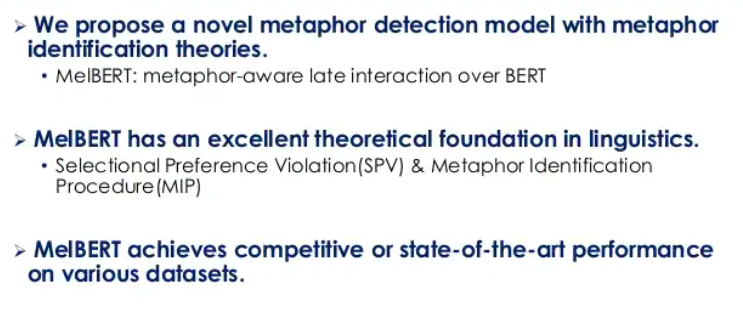 ➢ We propose a novel metaphor detection model with metaphor
identification theories.
• MelBERT: metaphor-aware late interaction over BERT
➢ MelBERT has an excellent theoretical foundation in linguistics.
• Selectional Preference Violation(SPV) & Metaphor Identification
Procedure(MIP)
➢ MelBERT achieves competitive or state-of-the-art performance
on various datasets.